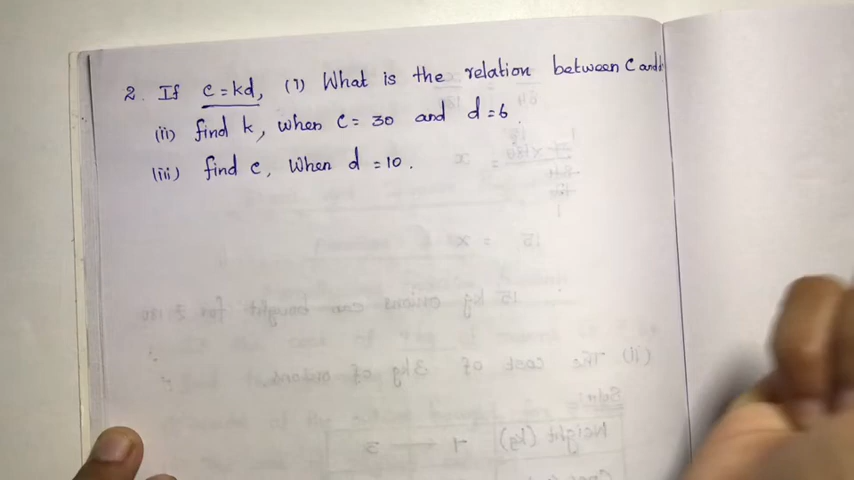 2. If c = kd, (i) What is the relation between C and d
(ii) find k, when c = 30 and d = 6.
(iii) find c, When d = 10.